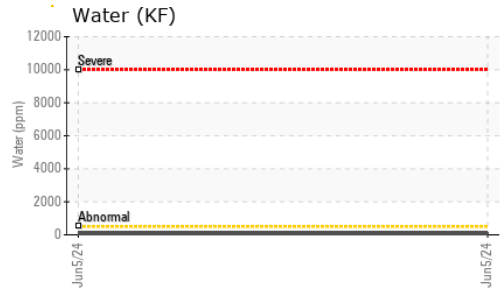 Water (KF)
12000
10000
8000
6000
4000
2000
0
Water (ppm)
Severe
Abnormal
Jun5/24
Jun5/24